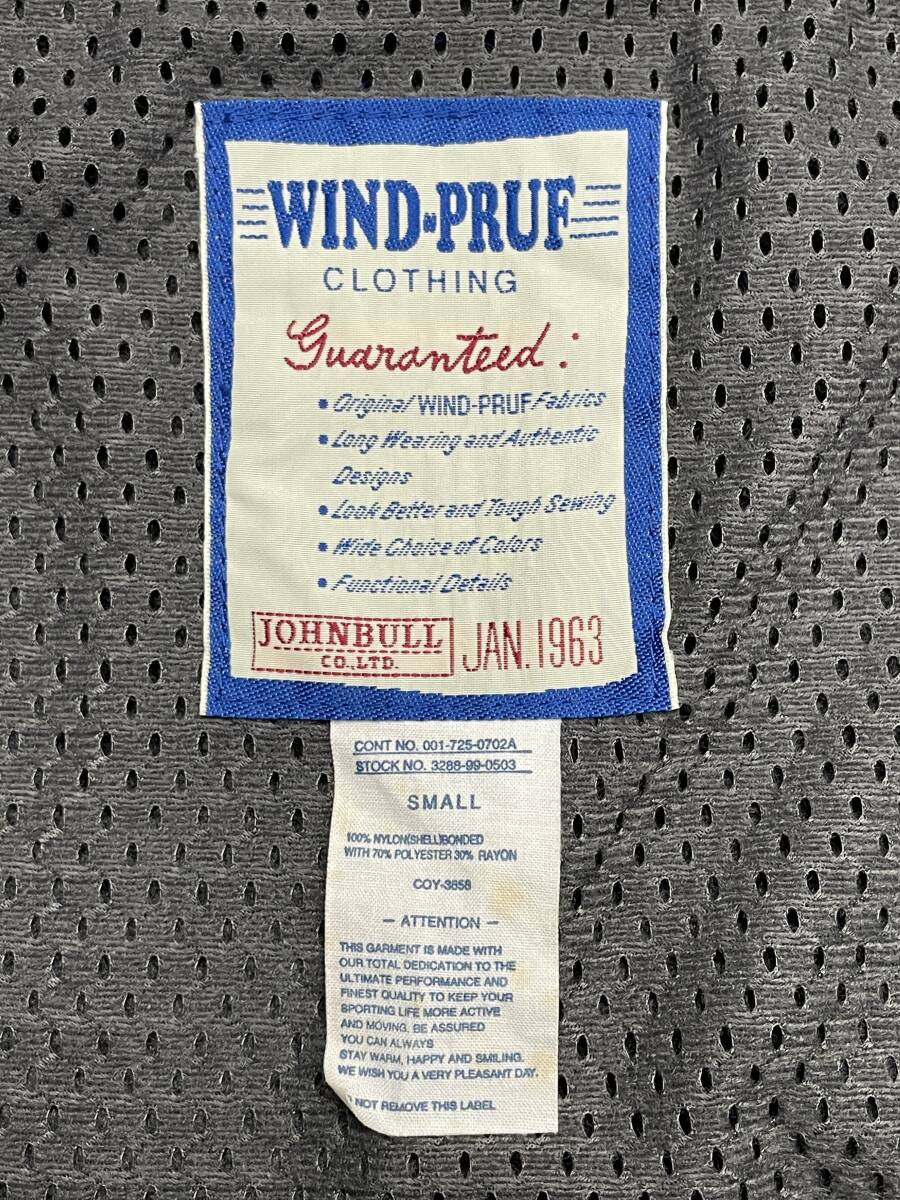 WIND-PRUF
CLOTHING
Guaranteed:
• Original WIND-PRUF Fabrics
• Long Wearing and Authentic
Designs
• Look Better and Tough Sewing
• Wide Choice of Colors
• Functional Details
JOHNBULL
CO.,LTD.
JAN.1963
CONT NO. 001-725-0702A
STOCK NO. 3288-99-0503
SMALL
100% NYLON(SHELL)BONDED
WITH 70% POLYESTER 30% RAYON
COY-3858
— ATTENTION —
THIS GARMENT IS MADE WITH
OUR TOTAL DEDICATION TO THE
ULTIMATE PERFORMANCE AND
FINEST QUALITY TO KEEP YOUR
SPORTING LIFE MORE ACTIVE
AND MOVING. BE ASSURED
YOU CAN ALWAYS
STAY WARM, HAPPY AND SMILING.
WE WISH YOU A VERY PLEASANT DAY.
NOT REMOVE THIS LABEL